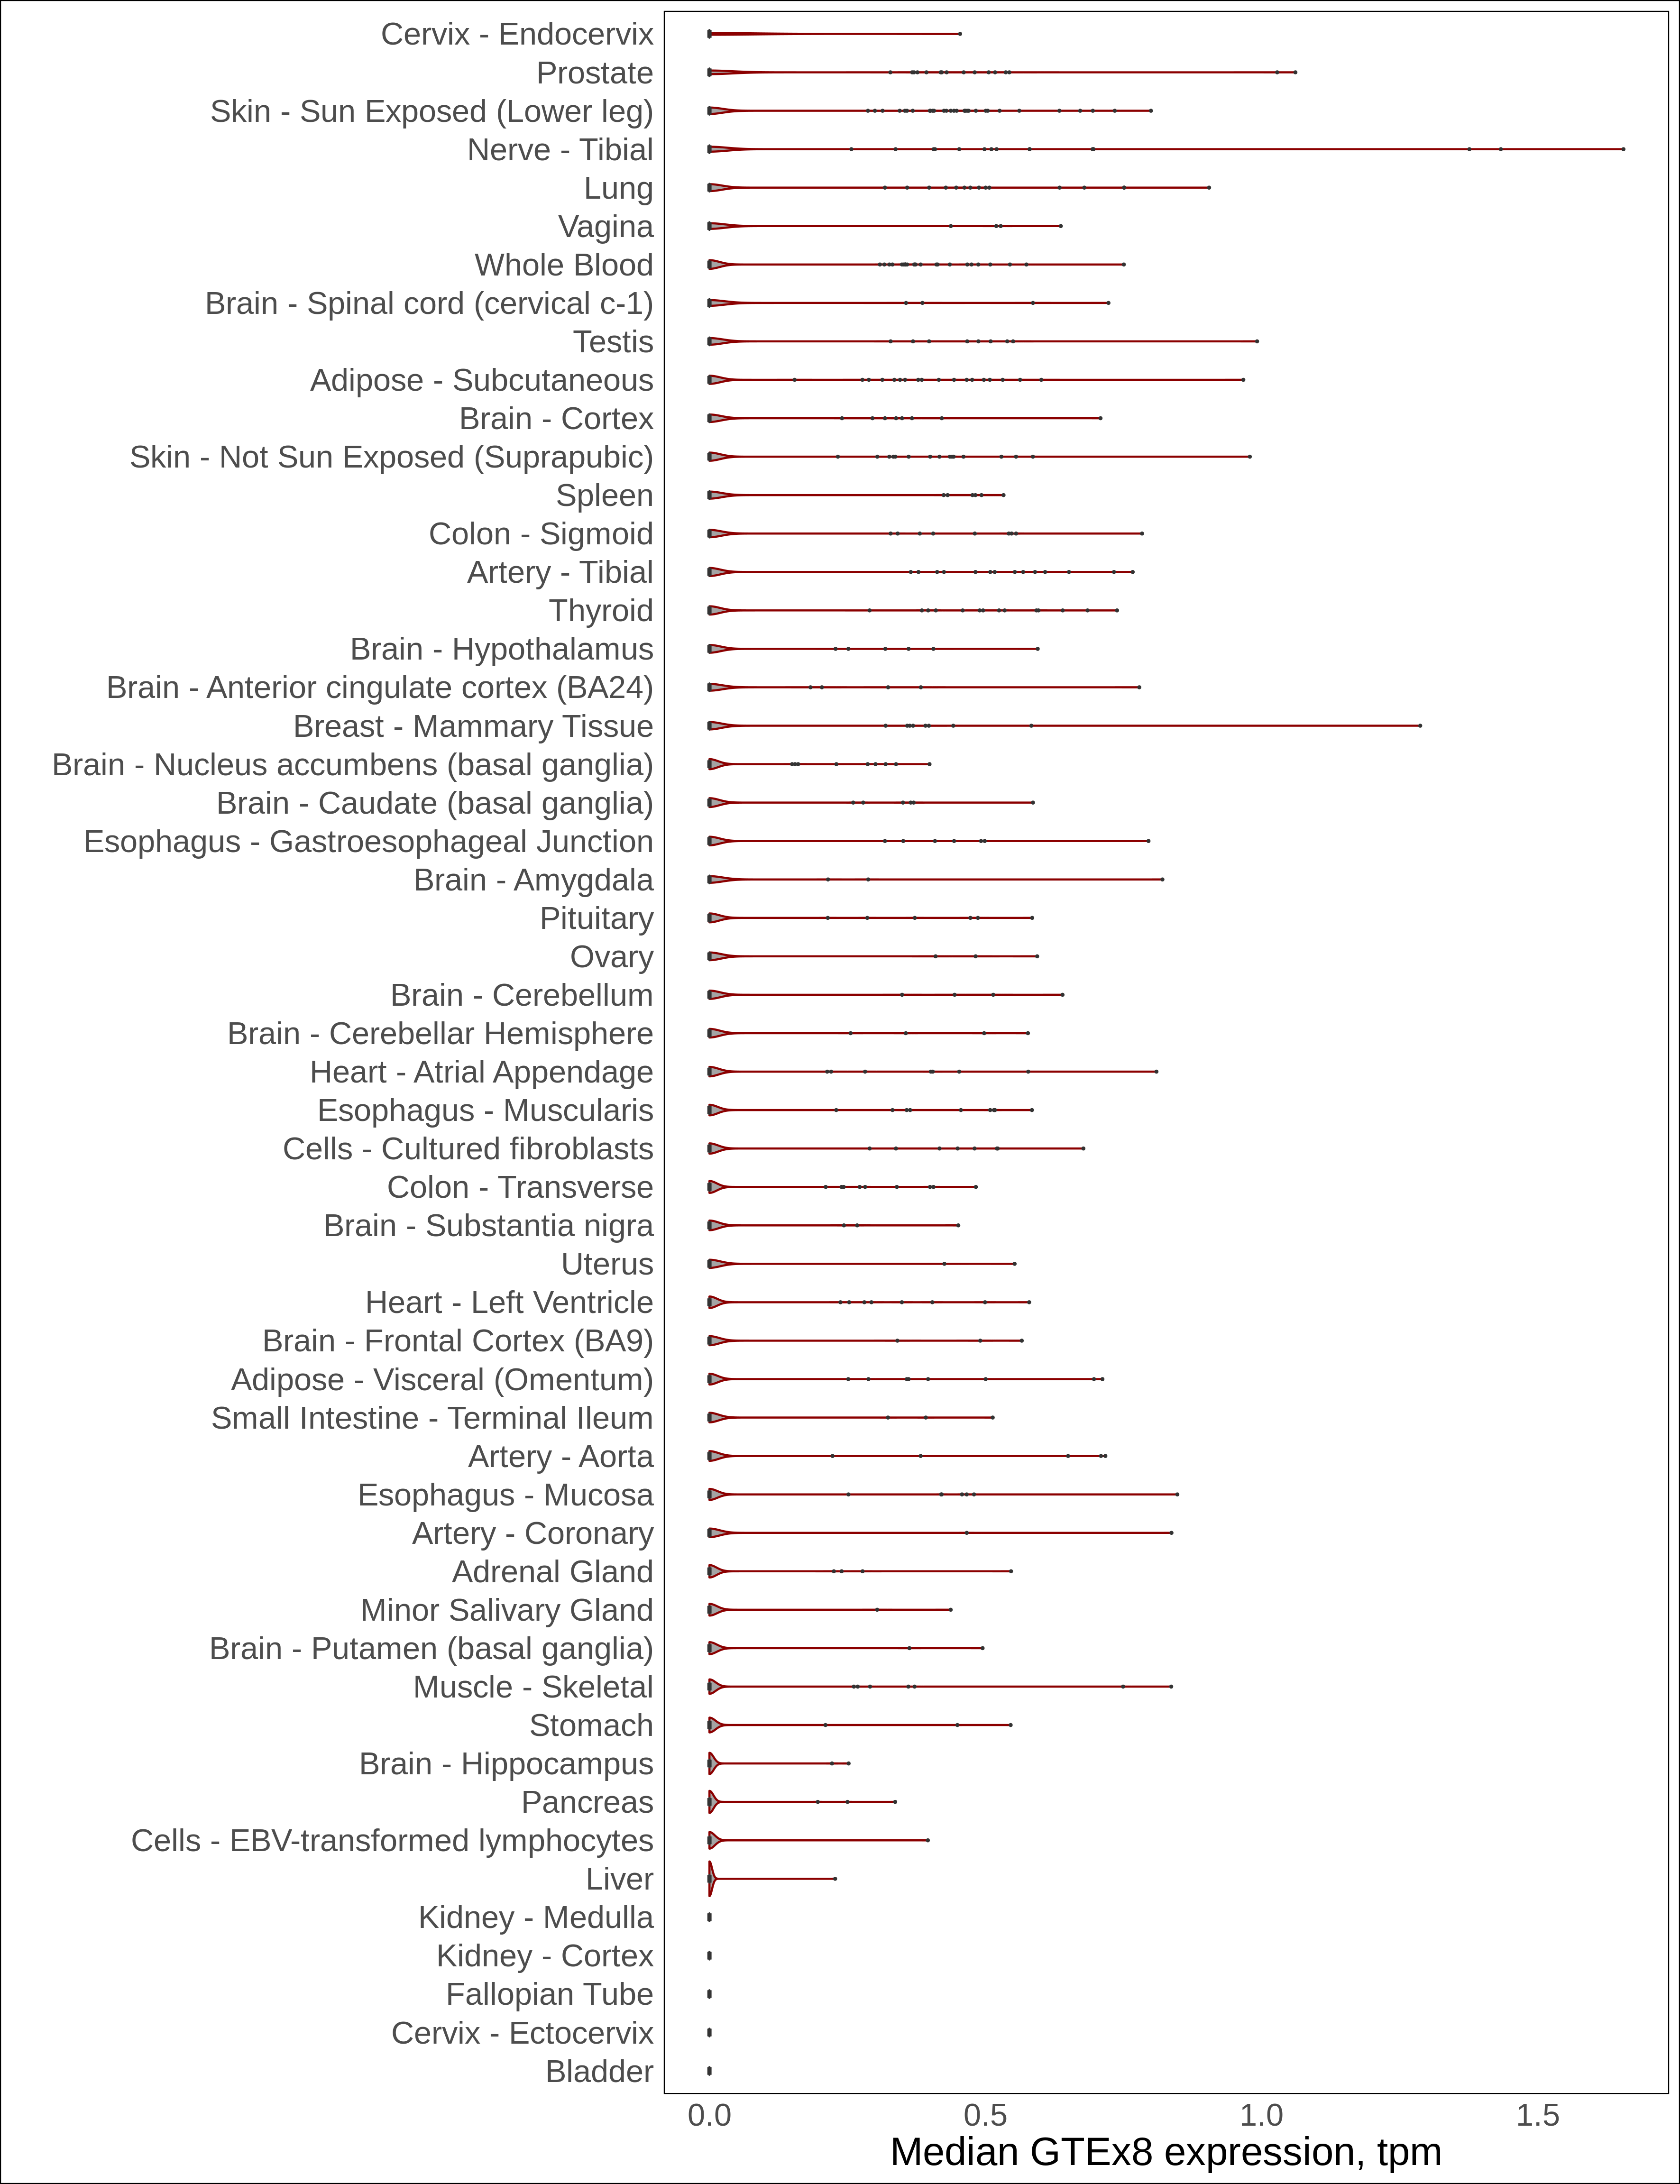 Cervix - Endocervix
Prostate
Skin - Sun Exposed (Lower leg)
Nerve - Tibial
Lung
Vagina
Whole Blood
Brain - Spinal cord (cervical c-1)
Testis
Adipose - Subcutaneous
Brain - Cortex
Skin - Not Sun Exposed (Suprapubic)
Spleen
Colon - Sigmoid
Artery - Tibial
Thyroid
Brain - Hypothalamus
Brain - Anterior cingulate cortex (BA24)
Breast - Mammary Tissue
Brain - Nucleus accumbens (basal ganglia)
Brain - Caudate (basal ganglia)
Esophagus - Gastroesophageal Junction
Brain - Amygdala
Pituitary
Ovary
Brain - Cerebellum
Brain - Cerebellar Hemisphere
Heart - Atrial Appendage
Esophagus - Muscularis
Cells - Cultured fibroblasts
Colon - Transverse
Brain - Substantia nigra
Uterus
Heart - Left Ventricle
Brain - Frontal Cortex (BA9)
Adipose - Visceral (Omentum)
Small Intestine - Terminal Ileum
Artery - Aorta
Esophagus - Mucosa
Artery - Coronary
Adrenal Gland
Minor Salivary Gland
Brain - Putamen (basal ganglia)
Muscle - Skeletal
Stomach
Brain - Hippocampus
Pancreas
Cells - EBV-transformed lymphocytes
Liver
Kidney - Medulla
Kidney - Cortex
Fallopian Tube
Cervix - Ectocervix
Bladder
0.0 0.5 1.0 1.5
Median GTEx8 expression, tpm